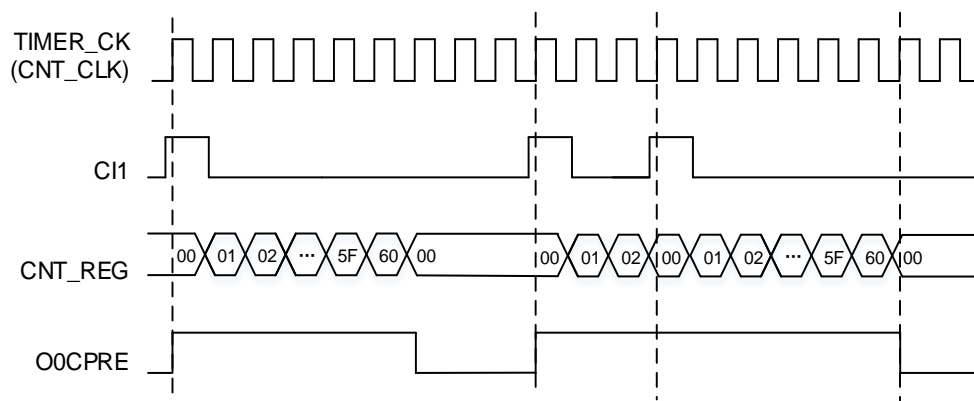 TIMER_CK
(CNT_CLK)
CI1
CNT_REG 00 01 02 ... 5F 60 00 00 01 02 00 01 02 ... 5F 60 00
O0CPRE